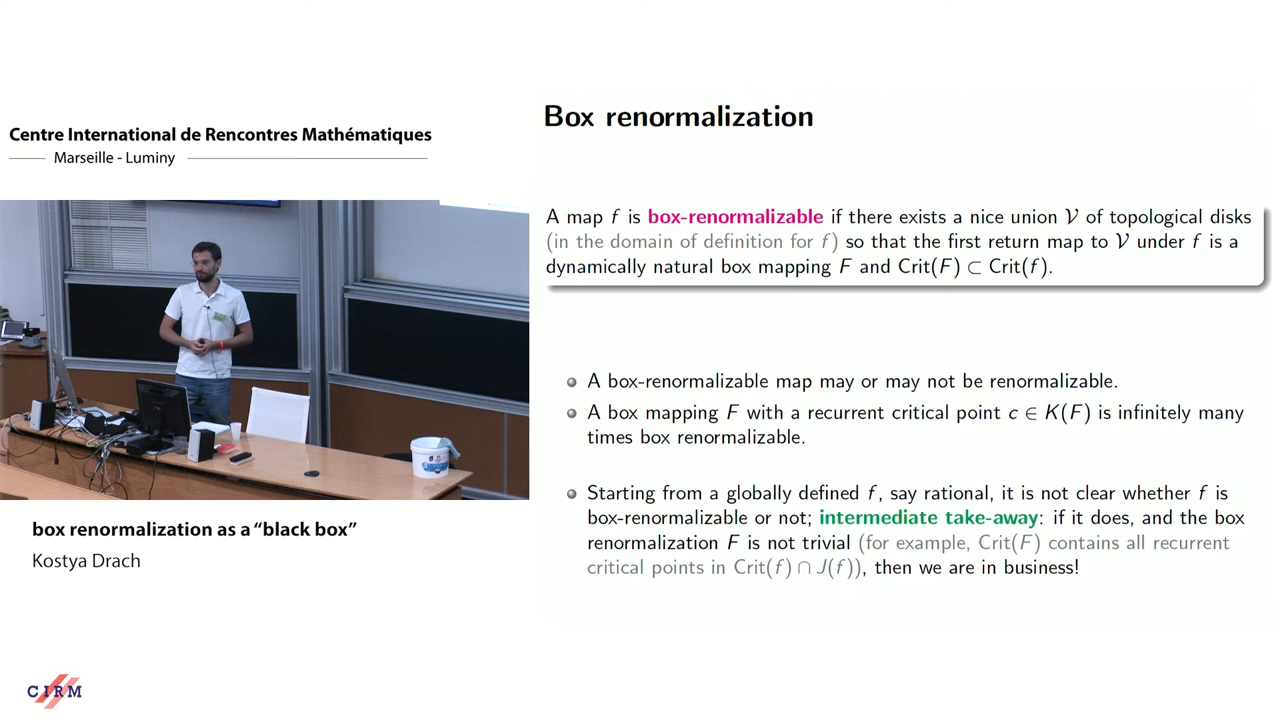 Centre International de Rencontres Mathématiques
Marseille - Luminy
box renormalization as a “black box”
Kostya Drach
CIRM
Box renormalization
A map f is box-renormalizable if there exists a nice union 𝒱 of topological disks
(in the domain of definition for f) so that the first return map to 𝒱 under f is a
dynamically natural box mapping F and Crit(F) ⊂ Crit(f).
A box-renormalizable map may or may not be renormalizable.
A box mapping F with a recurrent critical point c ∈ K(F) is infinitely many
times box renormalizable.
Starting from a globally defined f, say rational, it is not clear whether f is
box-renormalizable or not; intermediate take-away: if it does, and the box
renormalization F is not trivial (for example, Crit(F) contains all recurrent
critical points in Crit(f) ∩ J(f)), then we are in business!